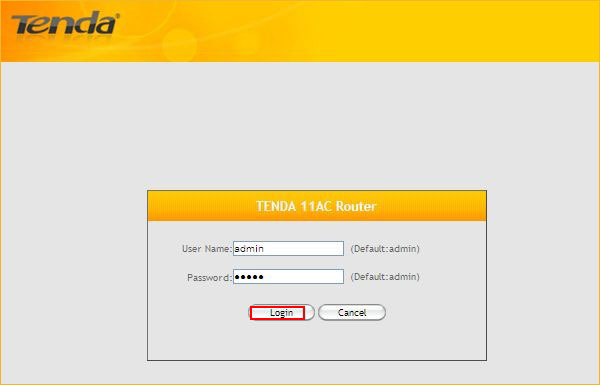 Tenda®
TENDA 11AC Router
User Name: admin (Default:admin)
Password: ●●●●● (Default:admin)
Login Cancel